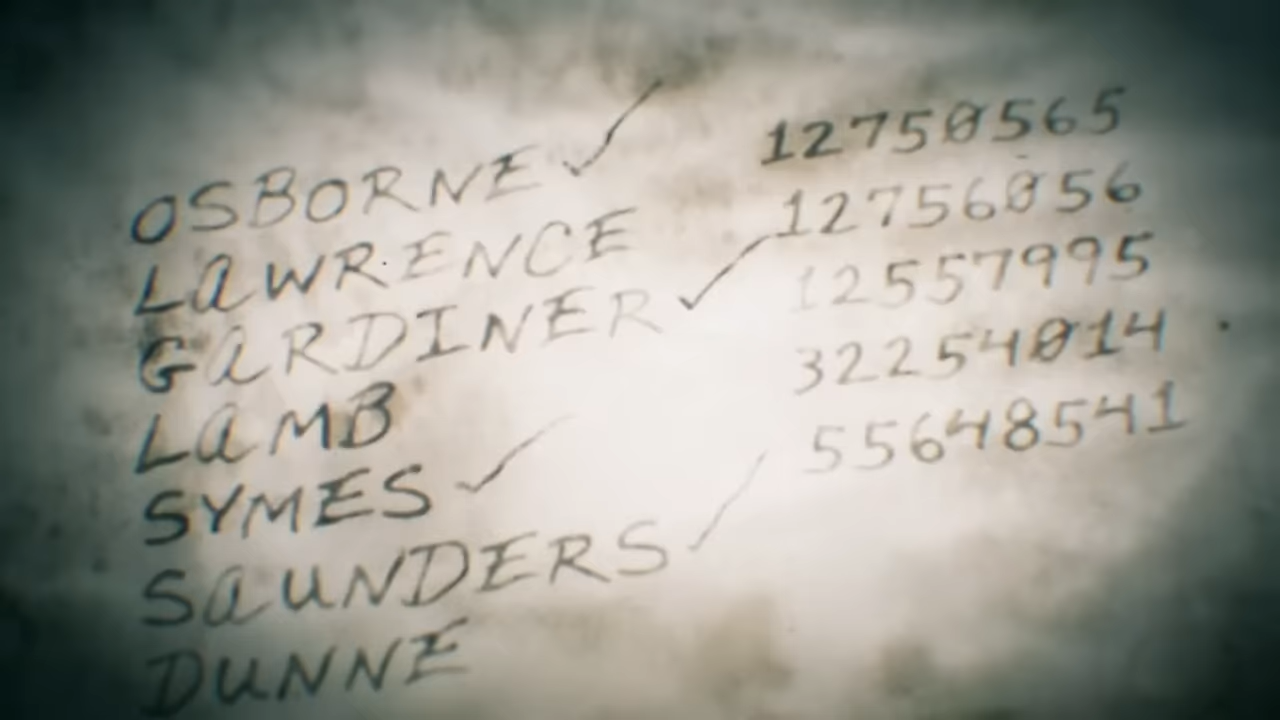 OSBORNE ✓ 12750565
LAWRENCE 12756056
GARDINER ✓ 12557995
LAMB 32254014
SYMES ✓ 55648541
SAUNDERS ✓
DUNNE